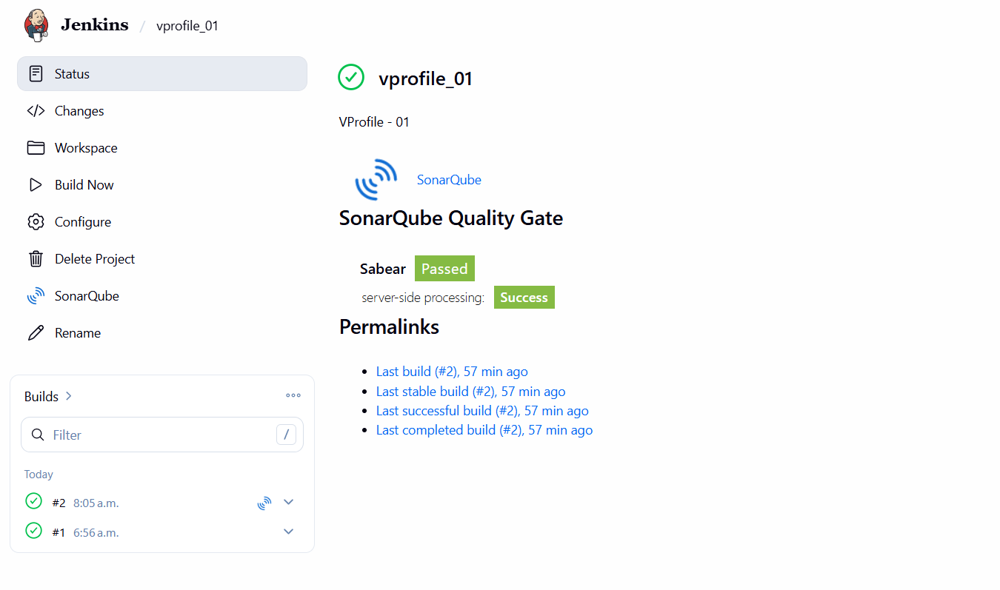 Jenkins / vprofile_01
Status
Changes
Workspace
Build Now
Configure
Delete Project
SonarQube
Rename
Builds
Filter /
Today
#2 8:05 a.m.
#1 6:56 a.m.
vprofile_01
VProfile - 01
SonarQube
SonarQube Quality Gate
Sabear Passed
server-side processing: Success
Permalinks
Last build (#2), 57 min ago
Last stable build (#2), 57 min ago
Last successful build (#2), 57 min ago
Last completed build (#2), 57 min ago